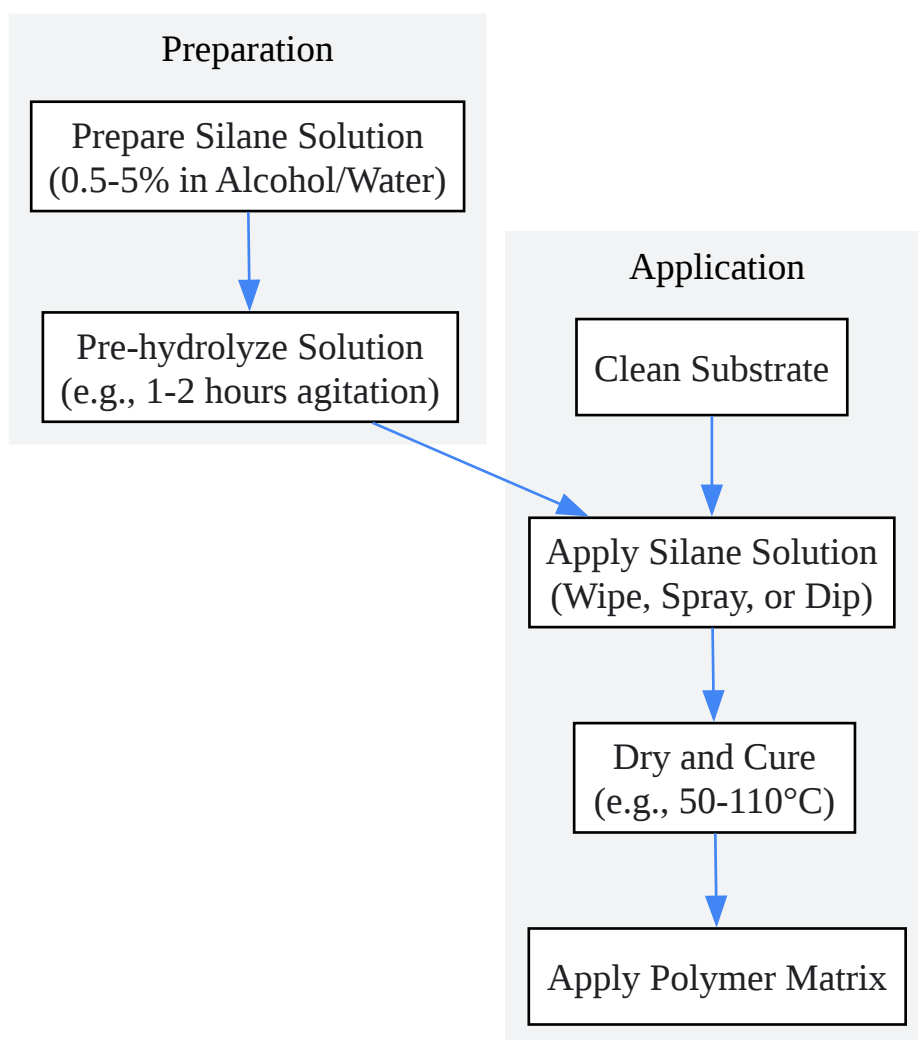 Preparation
Prepare Silane Solution
(0.5-5% in Alcohol/Water)
Pre-hydrolyze Solution
(e.g., 1-2 hours agitation)
Application
Clean Substrate
Apply Silane Solution
(Wipe, Spray, or Dip)
Dry and Cure
(e.g., 50-110°C)
Apply Polymer Matrix